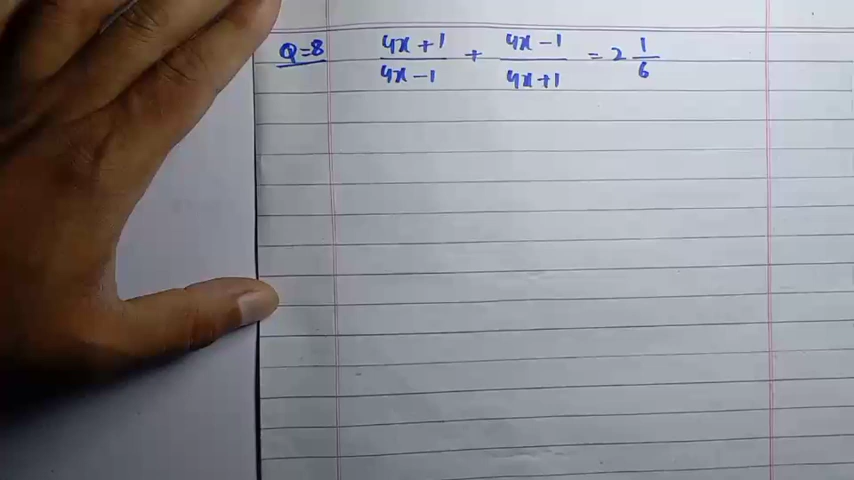 Q=8 (4x+1)/(4x-1) + (4x-1)/(4x+1) = 2 1/6